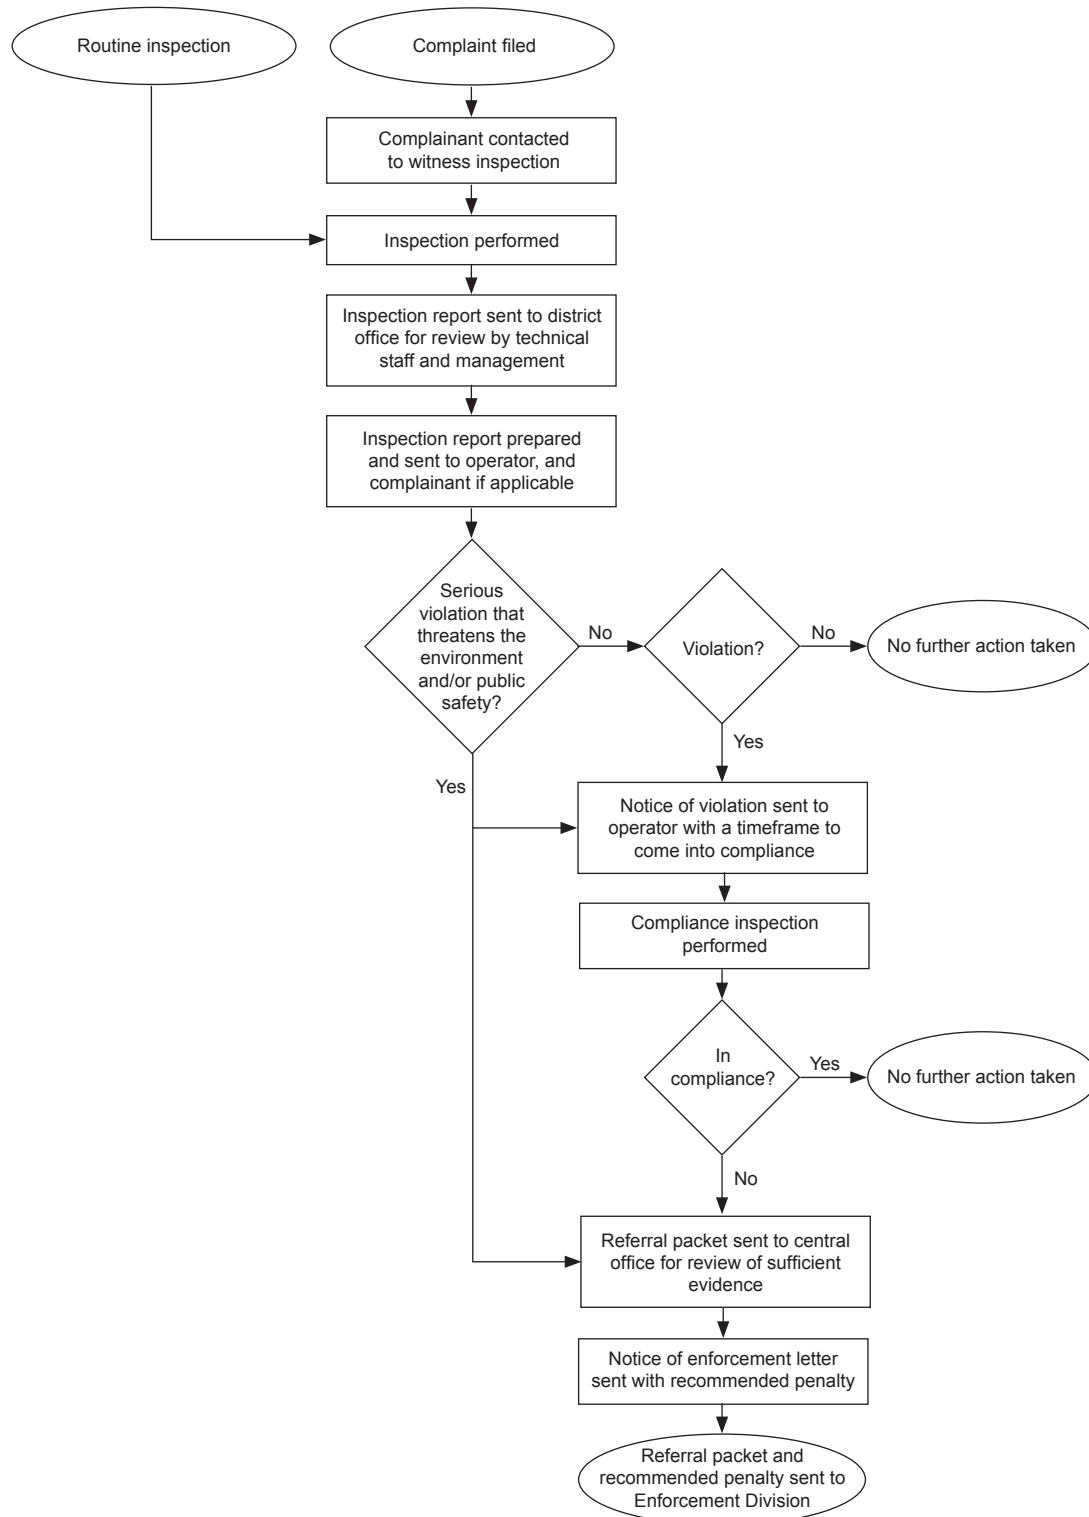 Routine inspection
Complaint filed
Complainant contacted
to witness inspection
Inspection performed
Inspection report sent to district
office for review by technical
staff and management
Inspection report prepared
and sent to operator, and
complainant if applicable
Serious
violation that
threatens the
environment
and/or public
safety?
No
Violation?
No
No further action taken
Yes
Yes
Notice of violation sent to
operator with a timeframe to
come into compliance
Compliance inspection
performed
In
compliance?
Yes
No further action taken
No
Referral packet sent to central
office for review of sufficient
evidence
Notice of enforcement letter
sent with recommended penalty
Referral packet and
recommended penalty sent to
Enforcement Division